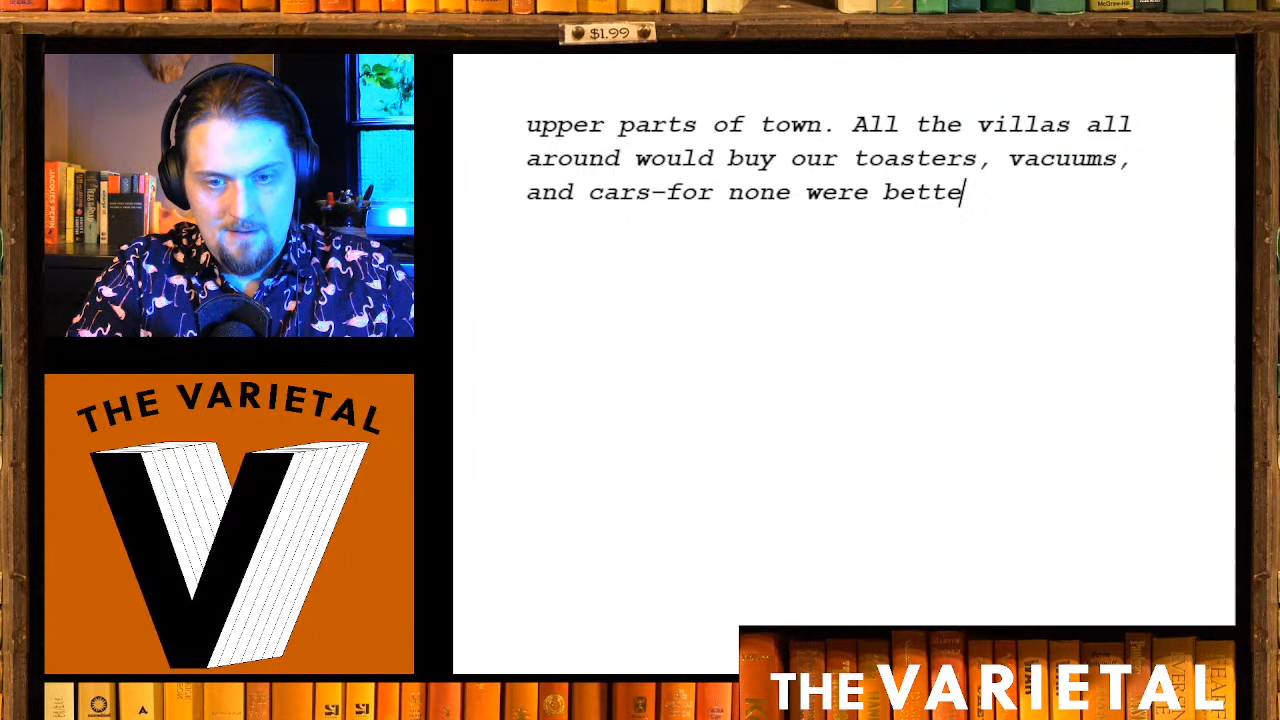 $1.99
upper parts of town. All the villas all
around would buy our toasters, vacuums,
and cars-for none were bette
THE VARIETAL
THE VARIETAL